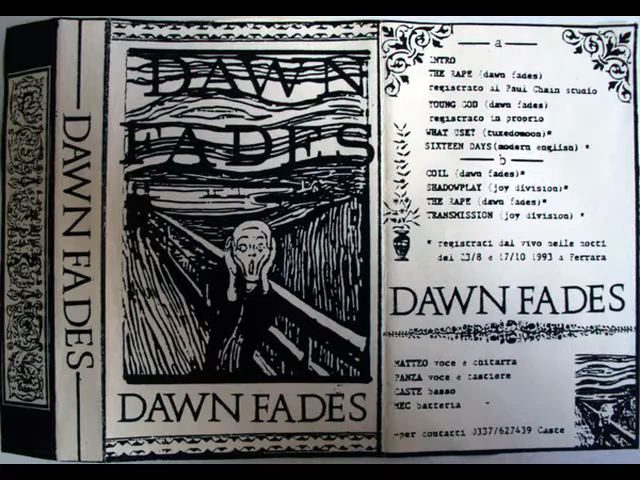 DAWN FADES
DAWN
FADES
DAWN FADES
a
INTRO
THE RAPE (dawn fades)
registrato al Paul Chain studio
YOUNG GOD (dawn fades)
registrato in proprio
WHAT USE? (tuxedomoon)*
SIXTEEN DAYS (modern english) *
b
COIL (dawn fades)*
SHADOWPLAY (joy division)*
THE RAPE (dawn fades)*
TRANSMISSION (joy division) *
* registrati dal vivo nelle notti
del 23/8 e 17/10 1993 a Ferrara
DAWN FADES
MATTEO voce e chitarra
PANZA voce e tastiere
CASTE basso
MEC batteria
-per contatti 0337/627439 Caste